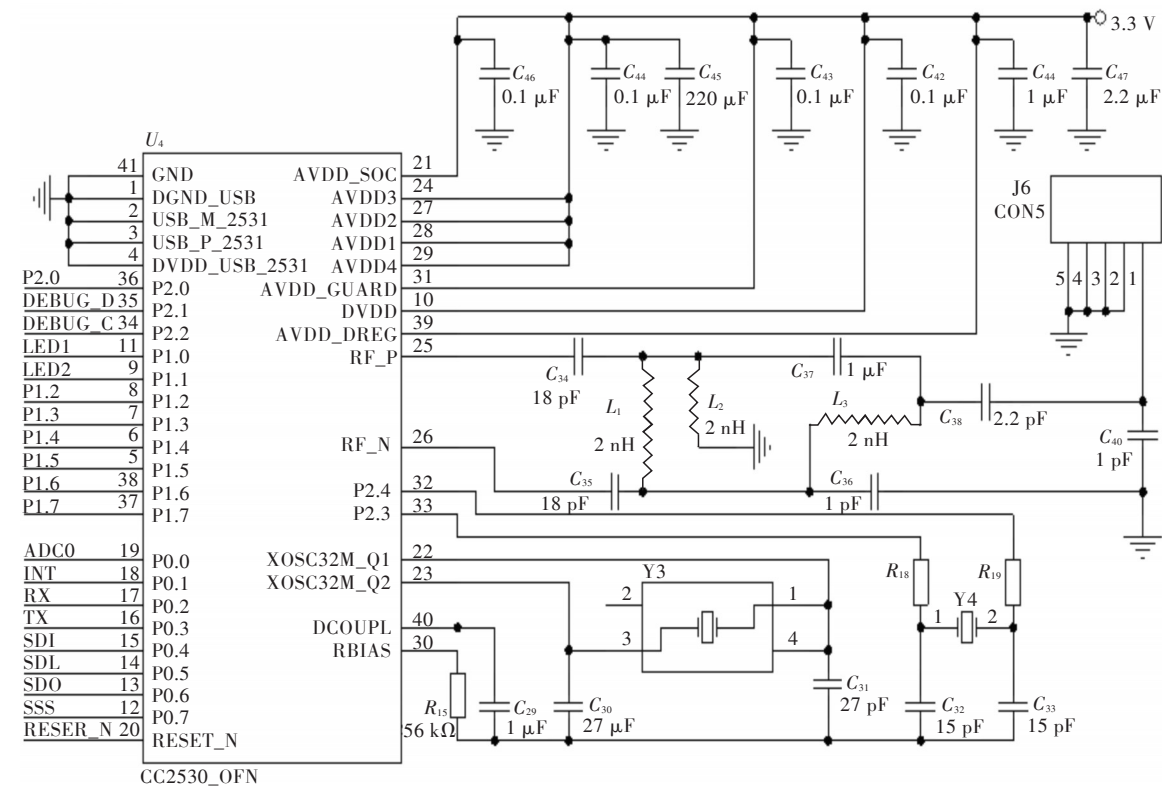 3.3 V
C46 C44 C45 C43 C42 C44 C47
0.1 μF 0.1 μF 220 μF 0.1 μF 0.1 μF 1 μF 2.2 μF
U4
41 GND AVDD_SOC 21
1 DGND_USB AVDD3 24
2 USB_M_2531 AVDD2 27
3 USB_P_2531 AVDD1 28
4 DVDD_USB_2531 AVDD4 29
P2.0 36 P2.0 AVDD_GUARD 31
DEBUG_D 35 P2.1 DVDD 10
DEBUG_C 34 P2.2 AVDD_DREG 39
LED1 11 P1.0 RF_P 25
LED2 9 P1.1
P1.2 8 P1.2
P1.3 7 P1.3
P1.4 6 P1.4 RF_N 26
P1.5 5 P1.5
P1.6 38 P1.6 P2.4 32
P1.7 37 P1.7 P2.3 33
ADC0 19 P0.0 XOSC32M_Q1 22
INT 18 P0.1 XOSC32M_Q2 23
RX 17 P0.2
TX 16 P0.3 DCOUPL 40
SDI 15 P0.4 RBIAS 30
SDL 14 P0.5
SDO 13 P0.6
SSS 12 P0.7
RESER_N 20 RESET_N
CC2530_OFN
J6
CON5
5 4 3 2 1
C34
18 pF
L1
2 nH
L2
2 nH
C37 1 μF
L3
2 nH
C38 2.2 pF
C40
1 pF
C35
18 pF
C36
1 pF
Y3
2 1
3 4
R18 R19
Y4
1 2
R15
56 kΩ
C29
1 μF
C30
27 μF
C31
27 pF
C32
15 pF
C33
15 pF